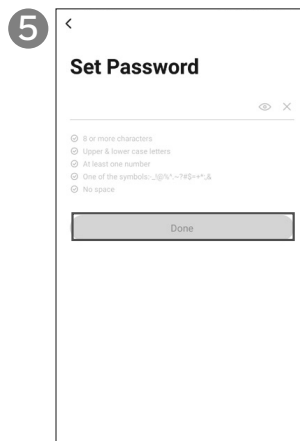 5
Set Password
8 or more characters
Upper & lower case letters
At least one number
One of the symbols:-_!@%^.~?#$=+*:,&
No space
Done